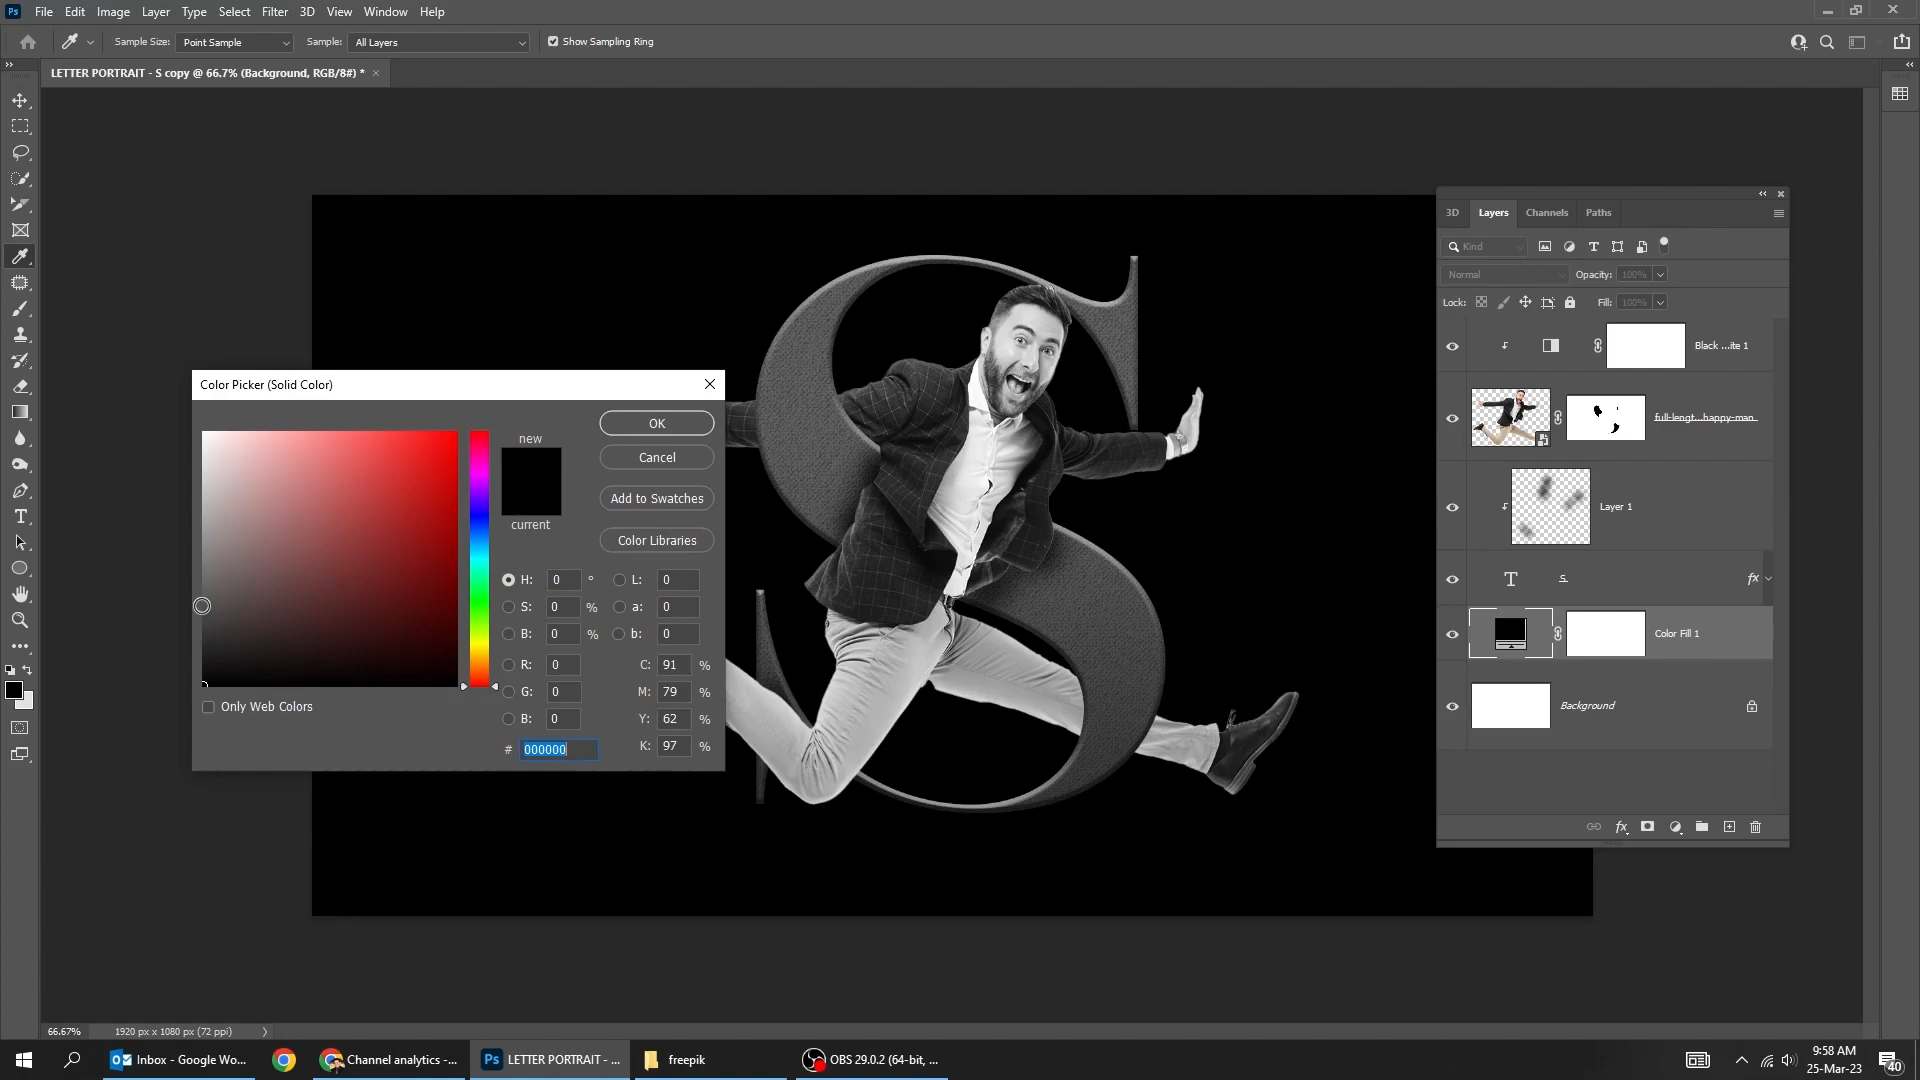 Ps File Edit Image Layer Type Select Filter 3D View Window Help
Sample Size: Point Sample Sample: All Layers Show Sampling Ring
LETTER PORTRAIT - S copy @ 66.7% (Background, RGB/8#) * ×
3D Layers Channels Paths
Kind
Normal Opacity: 100%
Lock: Fill: 100%
Black ...ite 1
full-lengt...happy-man
Layer 1
T S fx
Color Fill 1
Background
fx
Color Picker (Solid Color)
new
current
OK
Cancel
Add to Swatches
Color Libraries
H: 0 ° L: 0
S: 0 % a: 0
B: 0 % b: 0
R: 0 C: 91 %
G: 0 M: 79 %
B: 0 Y: 62 %
# 000000 K: 97 %
Only Web Colors
S
66.67% 1920 px x 1080 px (72 ppi)
Inbox - Google Wo...
Channel analytics -...
Ps LETTER PORTRAIT - ...
freepik
OBS 29.0.2 (64-bit, ...
9:58 AM
25-Mar-23
40